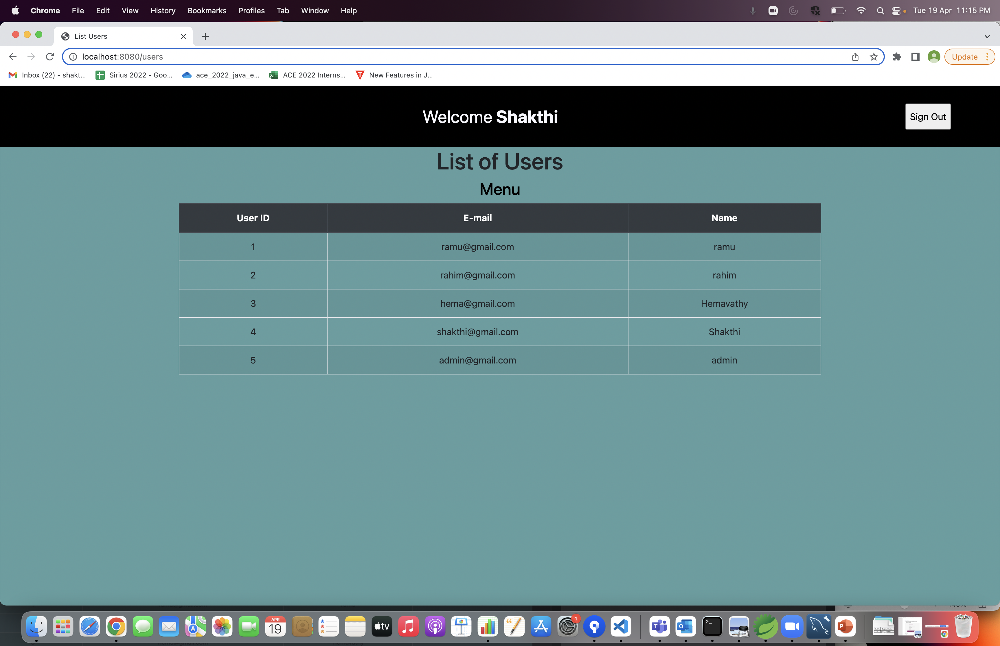 Chrome File Edit View History Bookmarks Profiles Tab Window Help Tue 19 Apr 11:15 PM
List Users
localhost:8080/users Update
Inbox (22) - shakt... Sirius 2022 - Goo... ace_2022_java_e... ACE 2022 Interns... New Features in J...
Welcome Shakthi Sign Out
List of Users
Menu
User ID E-mail Name
1 ramu@gmail.com ramu
2 rahim@gmail.com rahim
3 hema@gmail.com Hemavathy
4 shakthi@gmail.com Shakthi
5 admin@gmail.com admin
APR
19
tv
1